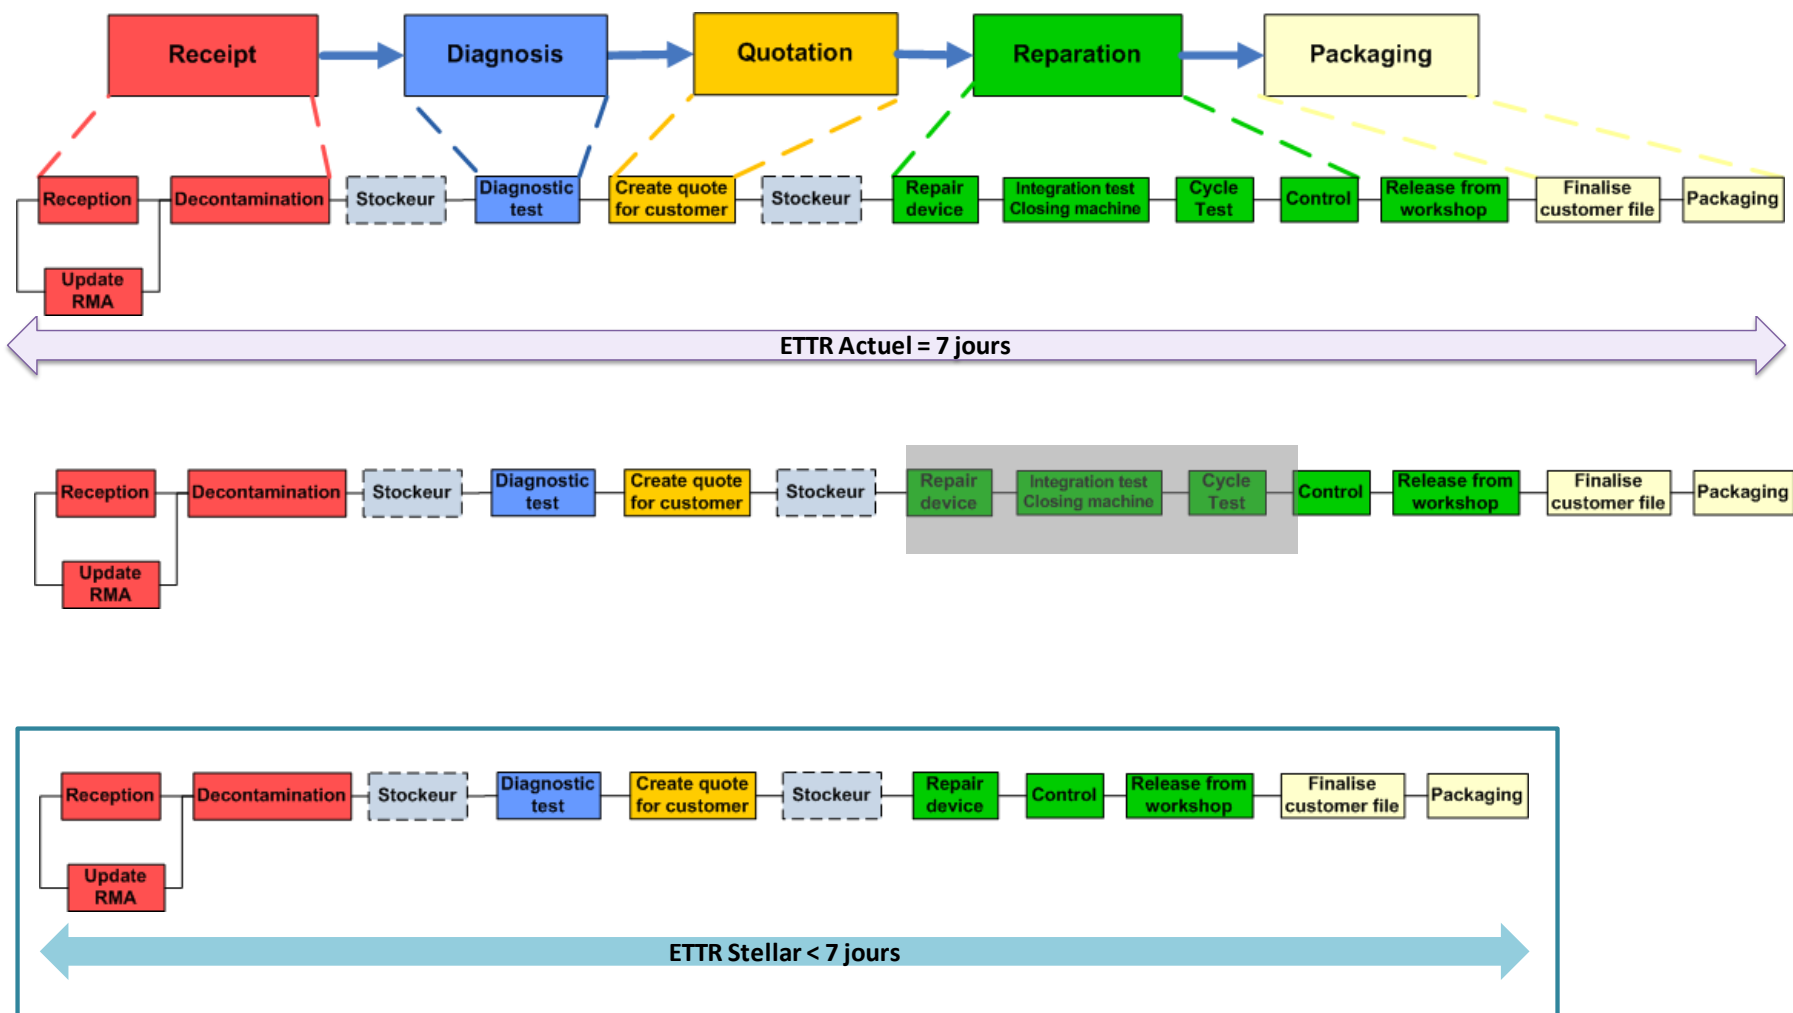 Receipt
Diagnosis
Quotation
Reparation
Packaging
Reception
Decontamination
Stockeur
Diagnostic
test
Create quote
for customer
Stockeur
Repair
device
Integration test
Closing machine
Cycle
Test
Control
Release from
workshop
Finalise
customer file
Packaging
Update
RMA
ETTR Actuel = 7 jours
Reception
Decontamination
Stockeur
Diagnostic
test
Create quote
for customer
Stockeur
Repair
device
Integration test
Closing machine
Cycle
Test
Control
Release from
workshop
Finalise
customer file
Packaging
Update
RMA
Reception
Decontamination
Stockeur
Diagnostic
test
Create quote
for customer
Stockeur
Repair
device
Control
Release from
workshop
Finalise
customer file
Packaging
Update
RMA
ETTR Stellar < 7 jours